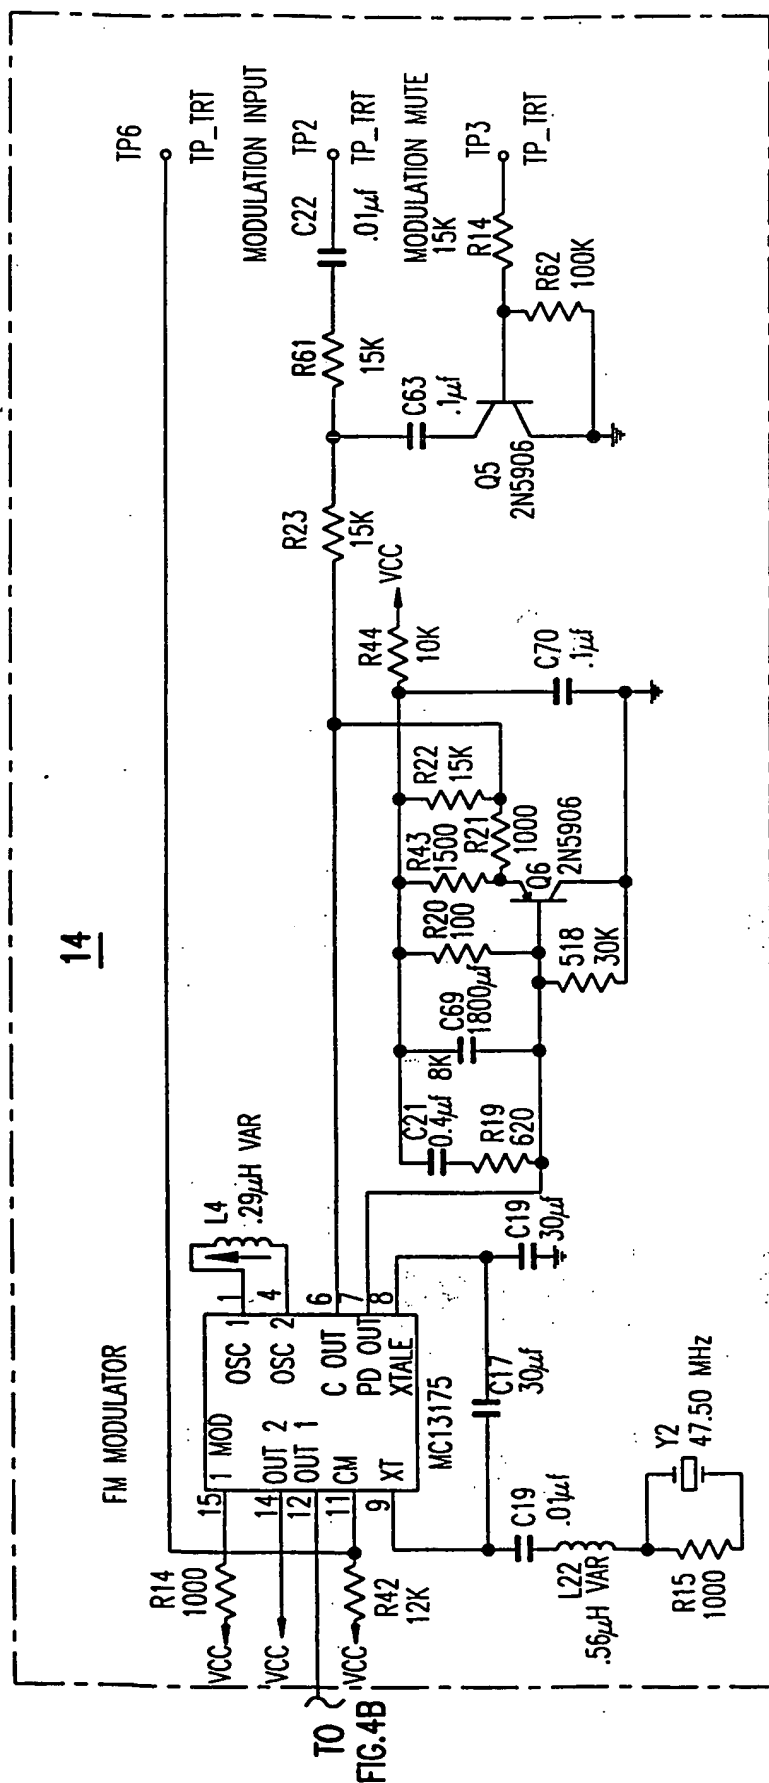 14
TP6
TP_TRT
MODULATION INPUT
C22
.01µf
TP2
TP_TRT
R61
15K
R23
15K
MODULATION MUTE
15K
R14
TP3
TP_TRT
R62
100K
C63
.1µf
Q5
2N5906
VCC
R44
10K
C70
.1µf
R22
15K
R43
1500
R21
1000
R20
100
Q6
2N5906
518
30K
C69
1800µf
8K
C21
0.4µf
R19
620
L4
.29µH VAR
C19
30µf
FM MODULATOR
1
4
6
7
8
OSC 1
OSC 2
C OUT
PD OUT
XTALE
1 MOD
OUT 2
OUT 1
CM
XT
15
14
12
11
9
MC13175
C17
30µf
R14
1000
VCC
VCC
VCC
R42
12K
C19
.01µf
L22
.56µH VAR
Y2
47.50 MHz
R15
1000
TO
FIG.4B